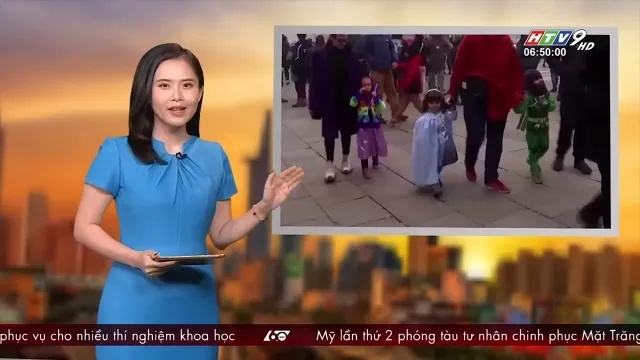 HTV9 HD
06:50:00
phục vụ cho nhiều thí nghiệm khoa học
60
Mỹ lần thứ 2 phóng tàu tư nhân chinh phục Mặt Trăng